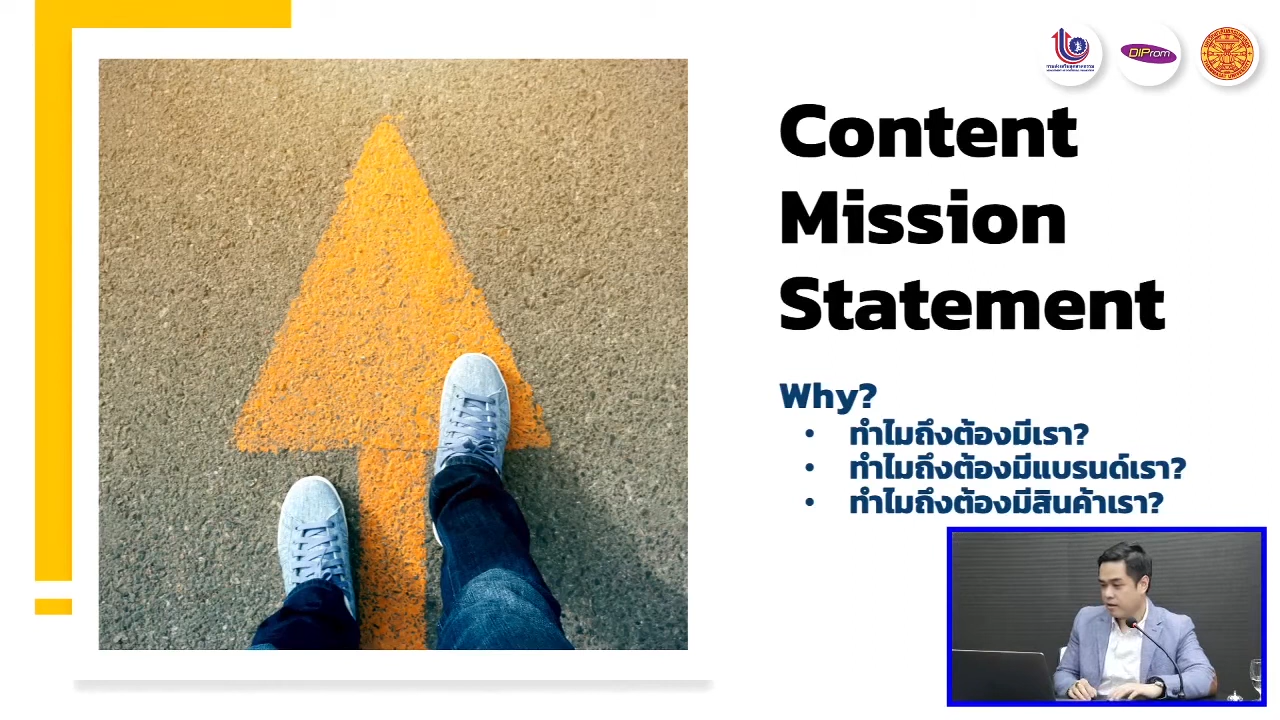 DIProm
Content
Mission
Statement
Why?
• ทำไมถึงต้องมีเรา?
• ทำไมถึงต้องมีแบรนด์เรา?
• ทำไมถึงต้องมีสินค้าเรา?